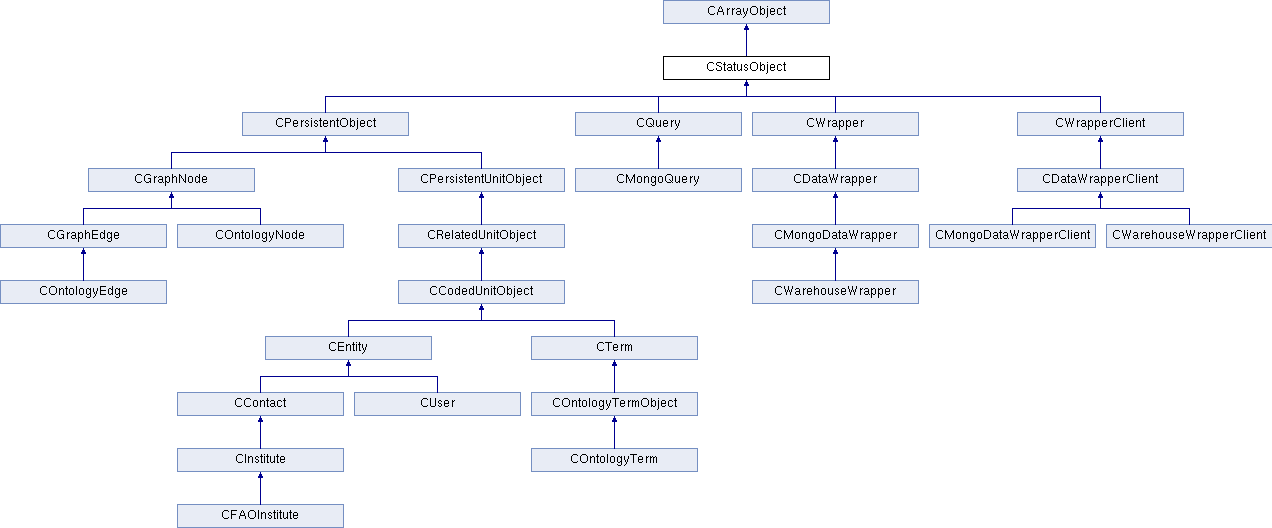 CArrayObject
CStatusObject
CPersistentObject
CQuery
CWrapper
CWrapperClient
CGraphNode
CPersistentUnitObject
CMongoQuery
CDataWrapper
CDataWrapperClient
CGraphEdge
COntologyNode
CRelatedUnitObject
CMongoDataWrapper
CMongoDataWrapperClient
CWarehouseWrapperClient
COntologyEdge
CCodedUnitObject
CWarehouseWrapper
CEntity
CTerm
CContact
CUser
COntologyTermObject
CInstitute
COntologyTerm
CFAOInstitute